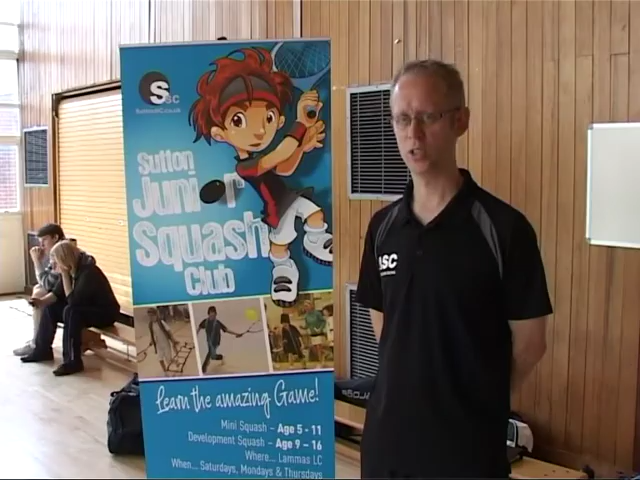 SSC
Sutton
Junior
Squash
Club
Learn the amazing Game!
Mini Squash – Age 5 - 11
Development Squash – Age 9 – 16
Where... Lammas LC
When... Saturdays, Mondays & Thursdays
SC